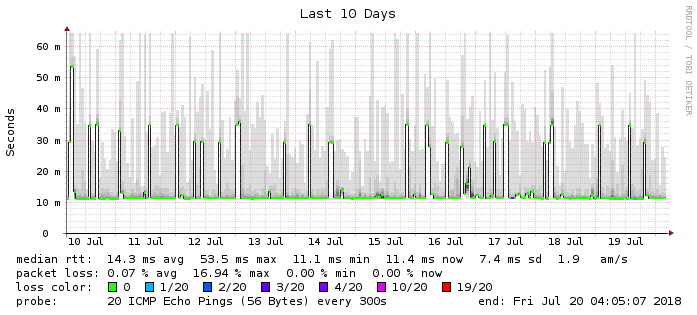 Last 10 Days
RRDTOOL / TOBI OETIKER
Seconds
60 m
50 m
40 m
30 m
20 m
10 m
0
10 Jul 11 Jul 12 Jul 13 Jul 14 Jul 15 Jul 16 Jul 17 Jul 18 Jul 19 Jul
median rtt: 14.3 ms avg 53.5 ms max 11.1 ms min 11.4 ms now 7.4 ms sd 1.9 am/s
packet loss: 0.07 % avg 16.94 % max 0.00 % min 0.00 % now
loss color: 0 1/20 2/20 3/20 4/20 10/20 19/20
probe: 20 ICMP Echo Pings (56 Bytes) every 300s end: Fri Jul 20 04:05:07 2018